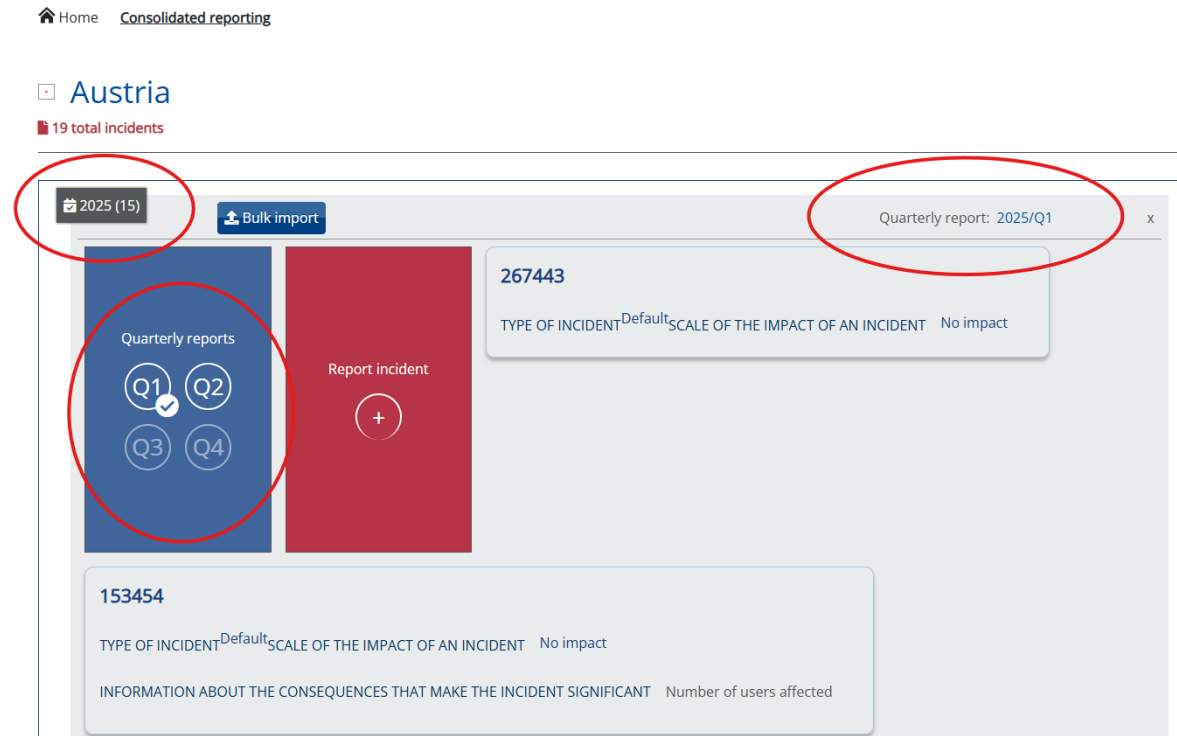 Home Consolidated reporting
Austria
19 total incidents
2025 (15)
Bulk import
Quarterly report: 2025/Q1 x
Quarterly reports
Q1 Q2
Q3 Q4
Report incident
+
267443
TYPE OF INCIDENT Default SCALE OF THE IMPACT OF AN INCIDENT No impact
153454
TYPE OF INCIDENT Default SCALE OF THE IMPACT OF AN INCIDENT No impact
INFORMATION ABOUT THE CONSEQUENCES THAT MAKE THE INCIDENT SIGNIFICANT Number of users affected